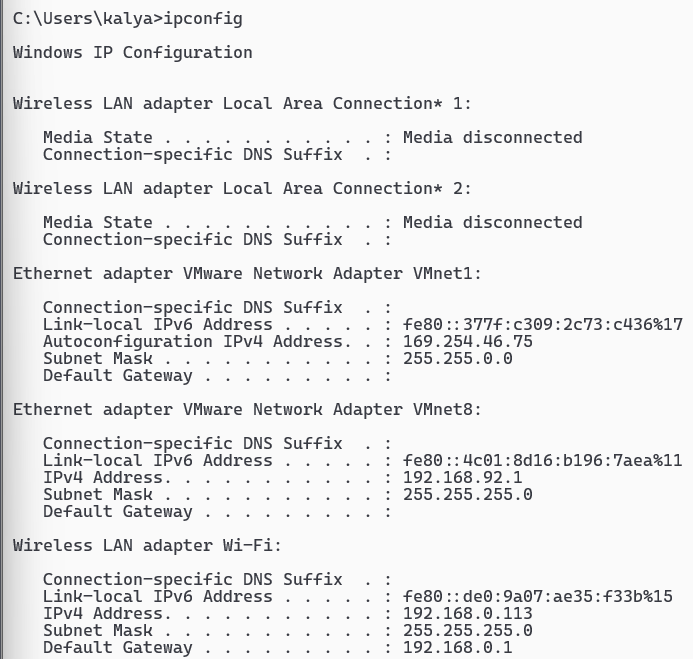 C:\Users\kalya>ipconfig
Windows IP Configuration
Wireless LAN adapter Local Area Connection* 1:
Media State . . . . . . . . . . . : Media disconnected
Connection-specific DNS Suffix  . :
Wireless LAN adapter Local Area Connection* 2:
Media State . . . . . . . . . . . : Media disconnected
Connection-specific DNS Suffix  . :
Ethernet adapter VMware Network Adapter VMnet1:
Connection-specific DNS Suffix  . :
Link-local IPv6 Address . . . . . : fe80::377f:c309:2c73:c436%17
Autoconfiguration IPv4 Address. . : 169.254.46.75
Subnet Mask . . . . . . . . . . . : 255.255.0.0
Default Gateway . . . . . . . . . :
Ethernet adapter VMware Network Adapter VMnet8:
Connection-specific DNS Suffix  . :
Link-local IPv6 Address . . . . . : fe80::4c01:8d16:b196:7aea%11
IPv4 Address. . . . . . . . . . . : 192.168.92.1
Subnet Mask . . . . . . . . . . . : 255.255.255.0
Default Gateway . . . . . . . . . :
Wireless LAN adapter Wi-Fi:
Connection-specific DNS Suffix  . :
Link-local IPv6 Address . . . . . : fe80::de0:9a07:ae35:f33b%15
IPv4 Address. . . . . . . . . . . : 192.168.0.113
Subnet Mask . . . . . . . . . . . : 255.255.255.0
Default Gateway . . . . . . . . . : 192.168.0.1